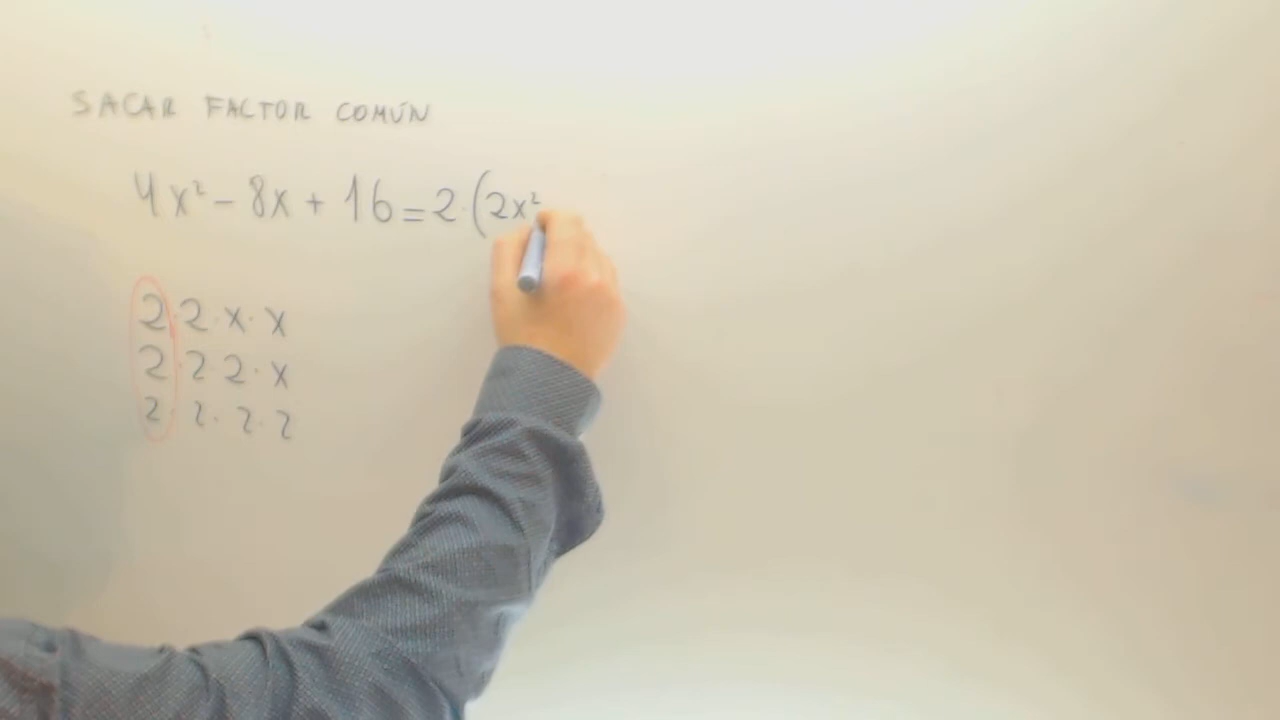 SACAR FACTOR COMÚN
4x² - 8x + 16 = 2·(2x²
2·2·x·x
2·2·2·x
2·2·2·2